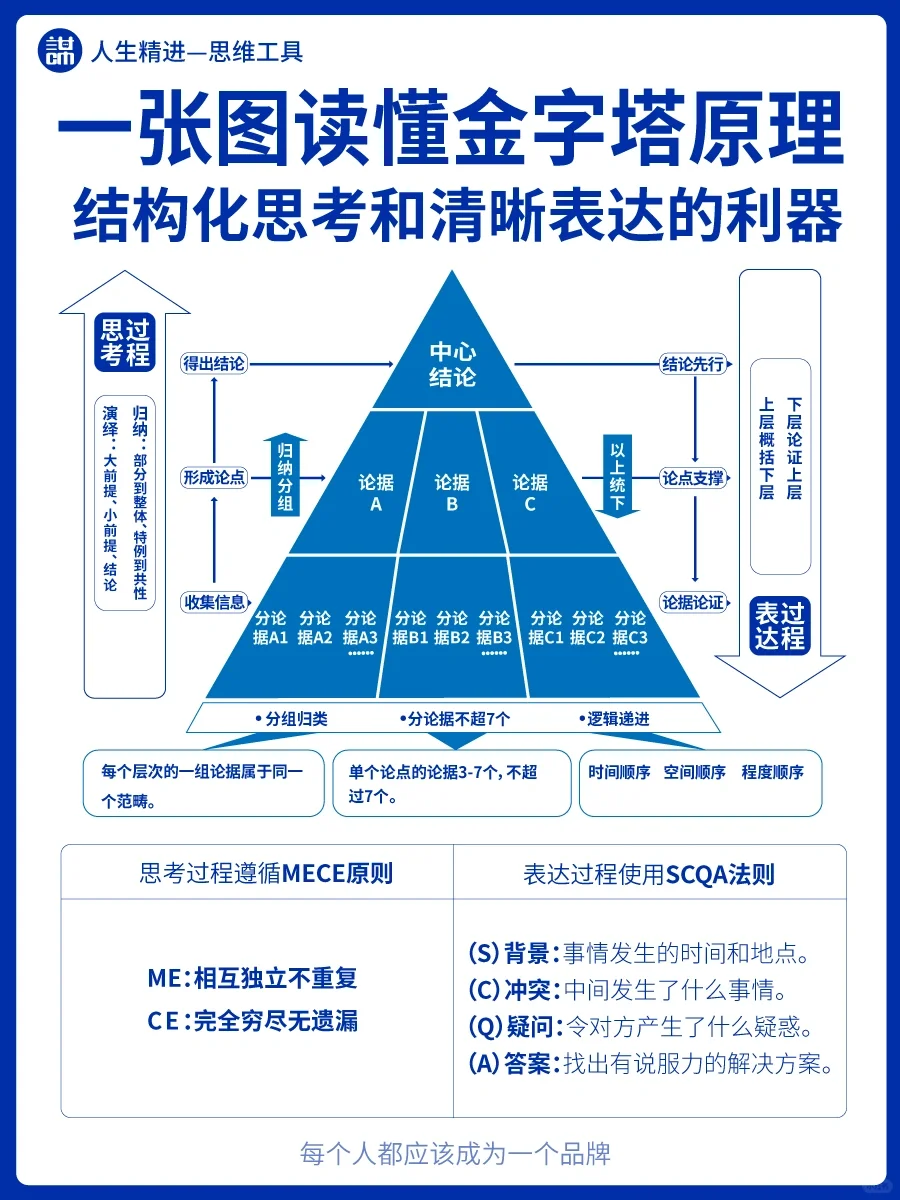 謀 人生精进—思维工具
一张图读懂金字塔原理
结构化思考和清晰表达的利器
思考过程
归纳：部分到整体、特例到共性
演绎：大前提、小前提、结论
得出结论
形成论点
收集信息
归纳分组
中心
结论
论据
A
论据
B
论据
C
分论
据A1
分论
据A2
分论
据A3
······
分论
据B1
分论
据B2
分论
据B3
······
分论
据C1
分论
据C2
分论
据C3
······
以上统下
结论先行
论点支撑
论据论证
下层论证上层
上层概括下层
表达过程
•分组归类
•分论据不超7个
•逻辑递进
每个层次的一组论据属于同一
个范畴。
单个论点的论据3-7个，不超
过7个。
时间顺序 空间顺序 程度顺序
思考过程遵循MECE原则
ME：相互独立不重复
CE：完全穷尽无遗漏
表达过程使用SCQA法则
（S）背景：事情发生的时间和地点。
（C）冲突：中间发生了什么事情。
（Q）疑问：令对方产生了什么疑惑。
（A）答案：找出有说服力的解决方案。
每个人都应该成为一个品牌